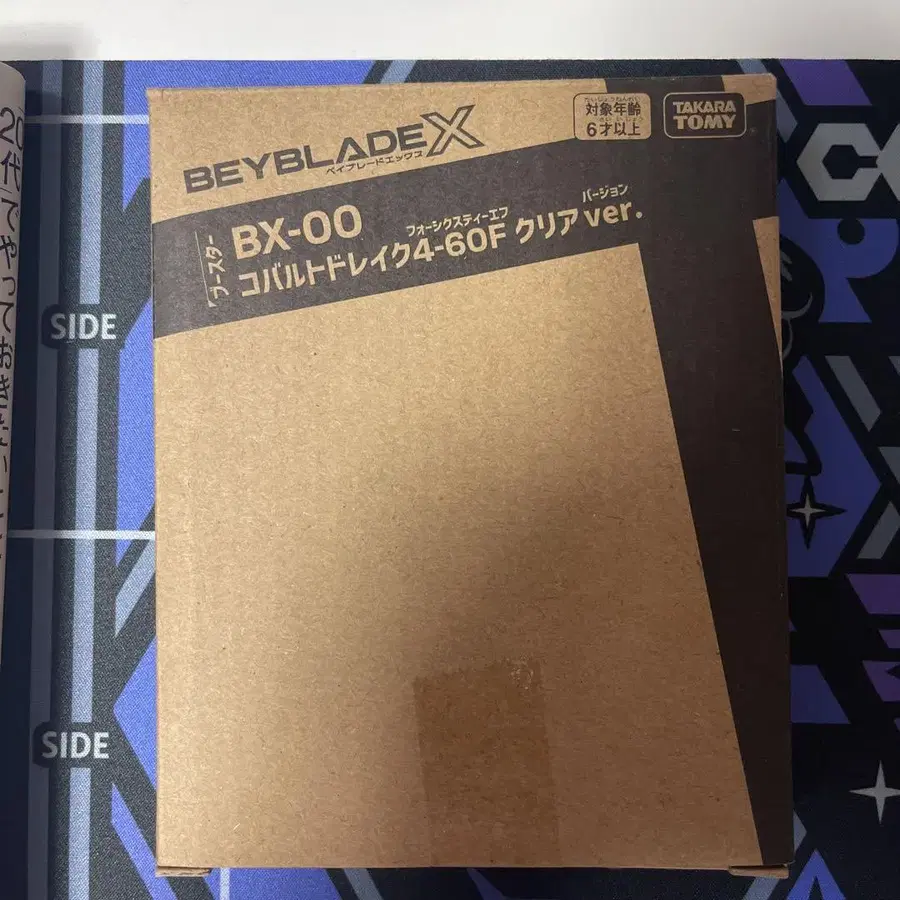 BEYBLADE X
ベイブレードエックス
対象年齢
6才以上
TAKARA
TOMY
ブースター
BX-00
フォーシックスティーエフ
バージョン
コバルトドレイク4-60F クリアver.
SIDE
SIDE
20代でやっておき